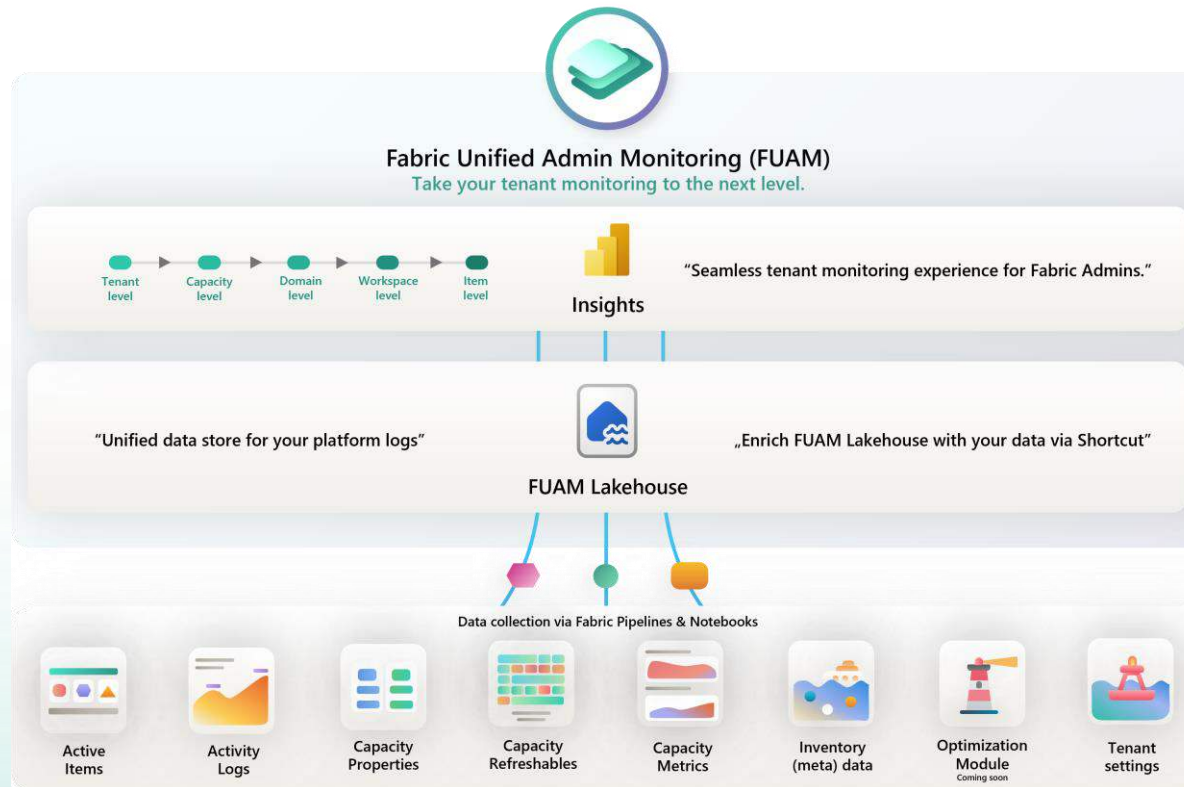 Fabric Unified Admin Monitoring (FUAM)
Take your tenant monitoring to the next level.
Tenant
level
Capacity
level
Domain
level
Workspace
level
Item
level
Insights
“Seamless tenant monitoring experience for Fabric Admins.”
“Unified data store for your platform logs”
FUAM Lakehouse
„Enrich FUAM Lakehouse with your data via Shortcut”
Data collection via Fabric Pipelines & Notebooks
Active
Items
Activity
Logs
Capacity
Properties
Capacity
Refreshables
Capacity
Metrics
Inventory
(meta) data
Optimization
Module
Coming soon
Tenant
settings